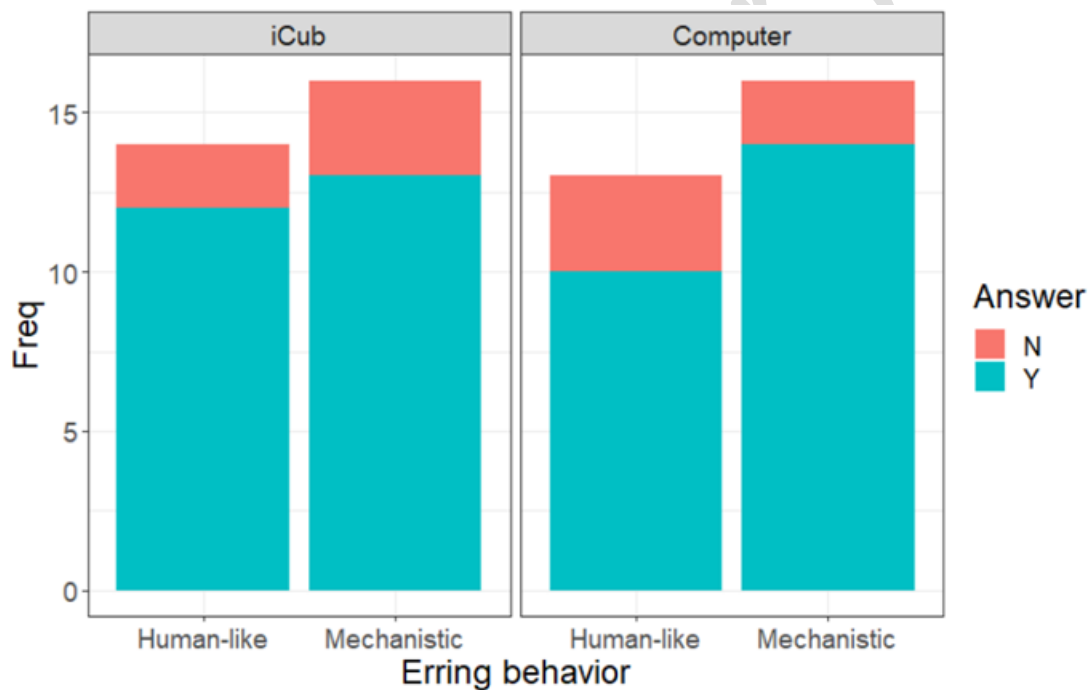 iCub
Computer
Freq
15
10
5
0
Human-like
Mechanistic
Human-like
Mechanistic
Erring behavior
Answer
N
Y